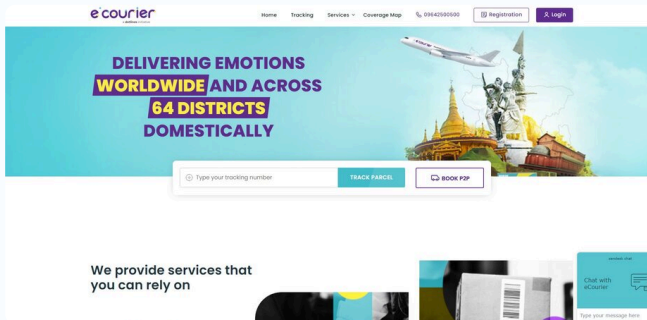 e'courier
Home Tracking Services Coverage Map 09642590500 Registration Login
DELIVERING EMOTIONS
WORLDWIDE AND ACROSS
64 DISTRICTS
DOMESTICALLY
Type your tracking number TRACK PARCEL BOOK P2P
We provide services that
you can rely on
Chat with
eCourier
Type your message here